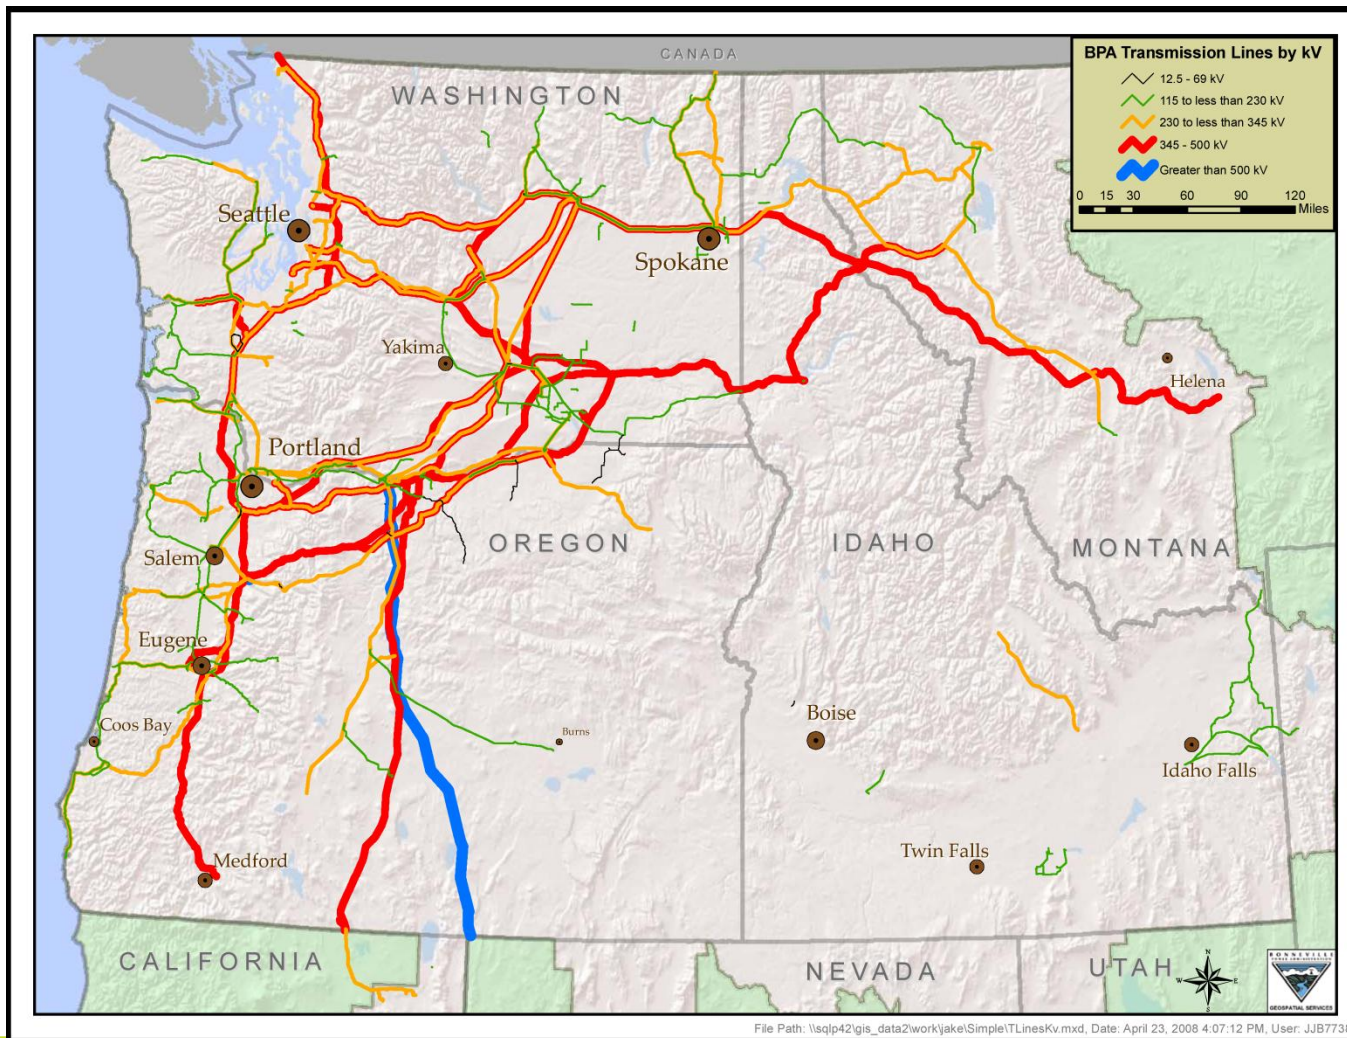 CANADA
BPA Transmission Lines by kV
12.5 - 69 kV
115 to less than 230 kV
230 to less than 345 kV
345 - 500 kV
Greater than 500 kV
0 15 30 60 90 120
Miles
WASHINGTON
Seattle
Spokane
Yakima
Helena
Portland
OREGON
IDAHO
MONTANA
Salem
Eugene
Coos Bay
Burns
Boise
Idaho Falls
Twin Falls
Medford
CALIFORNIA
NEVADA
UTAH
N
W E
S
BONNEVILLE
GEOSPATIAL SERVICES
File Path: \\sqlp42\gis_data2\work\jake\Simple\TLinesKv.mxd, Date: April 23, 2008 4:07:12 PM, User: JJB7738